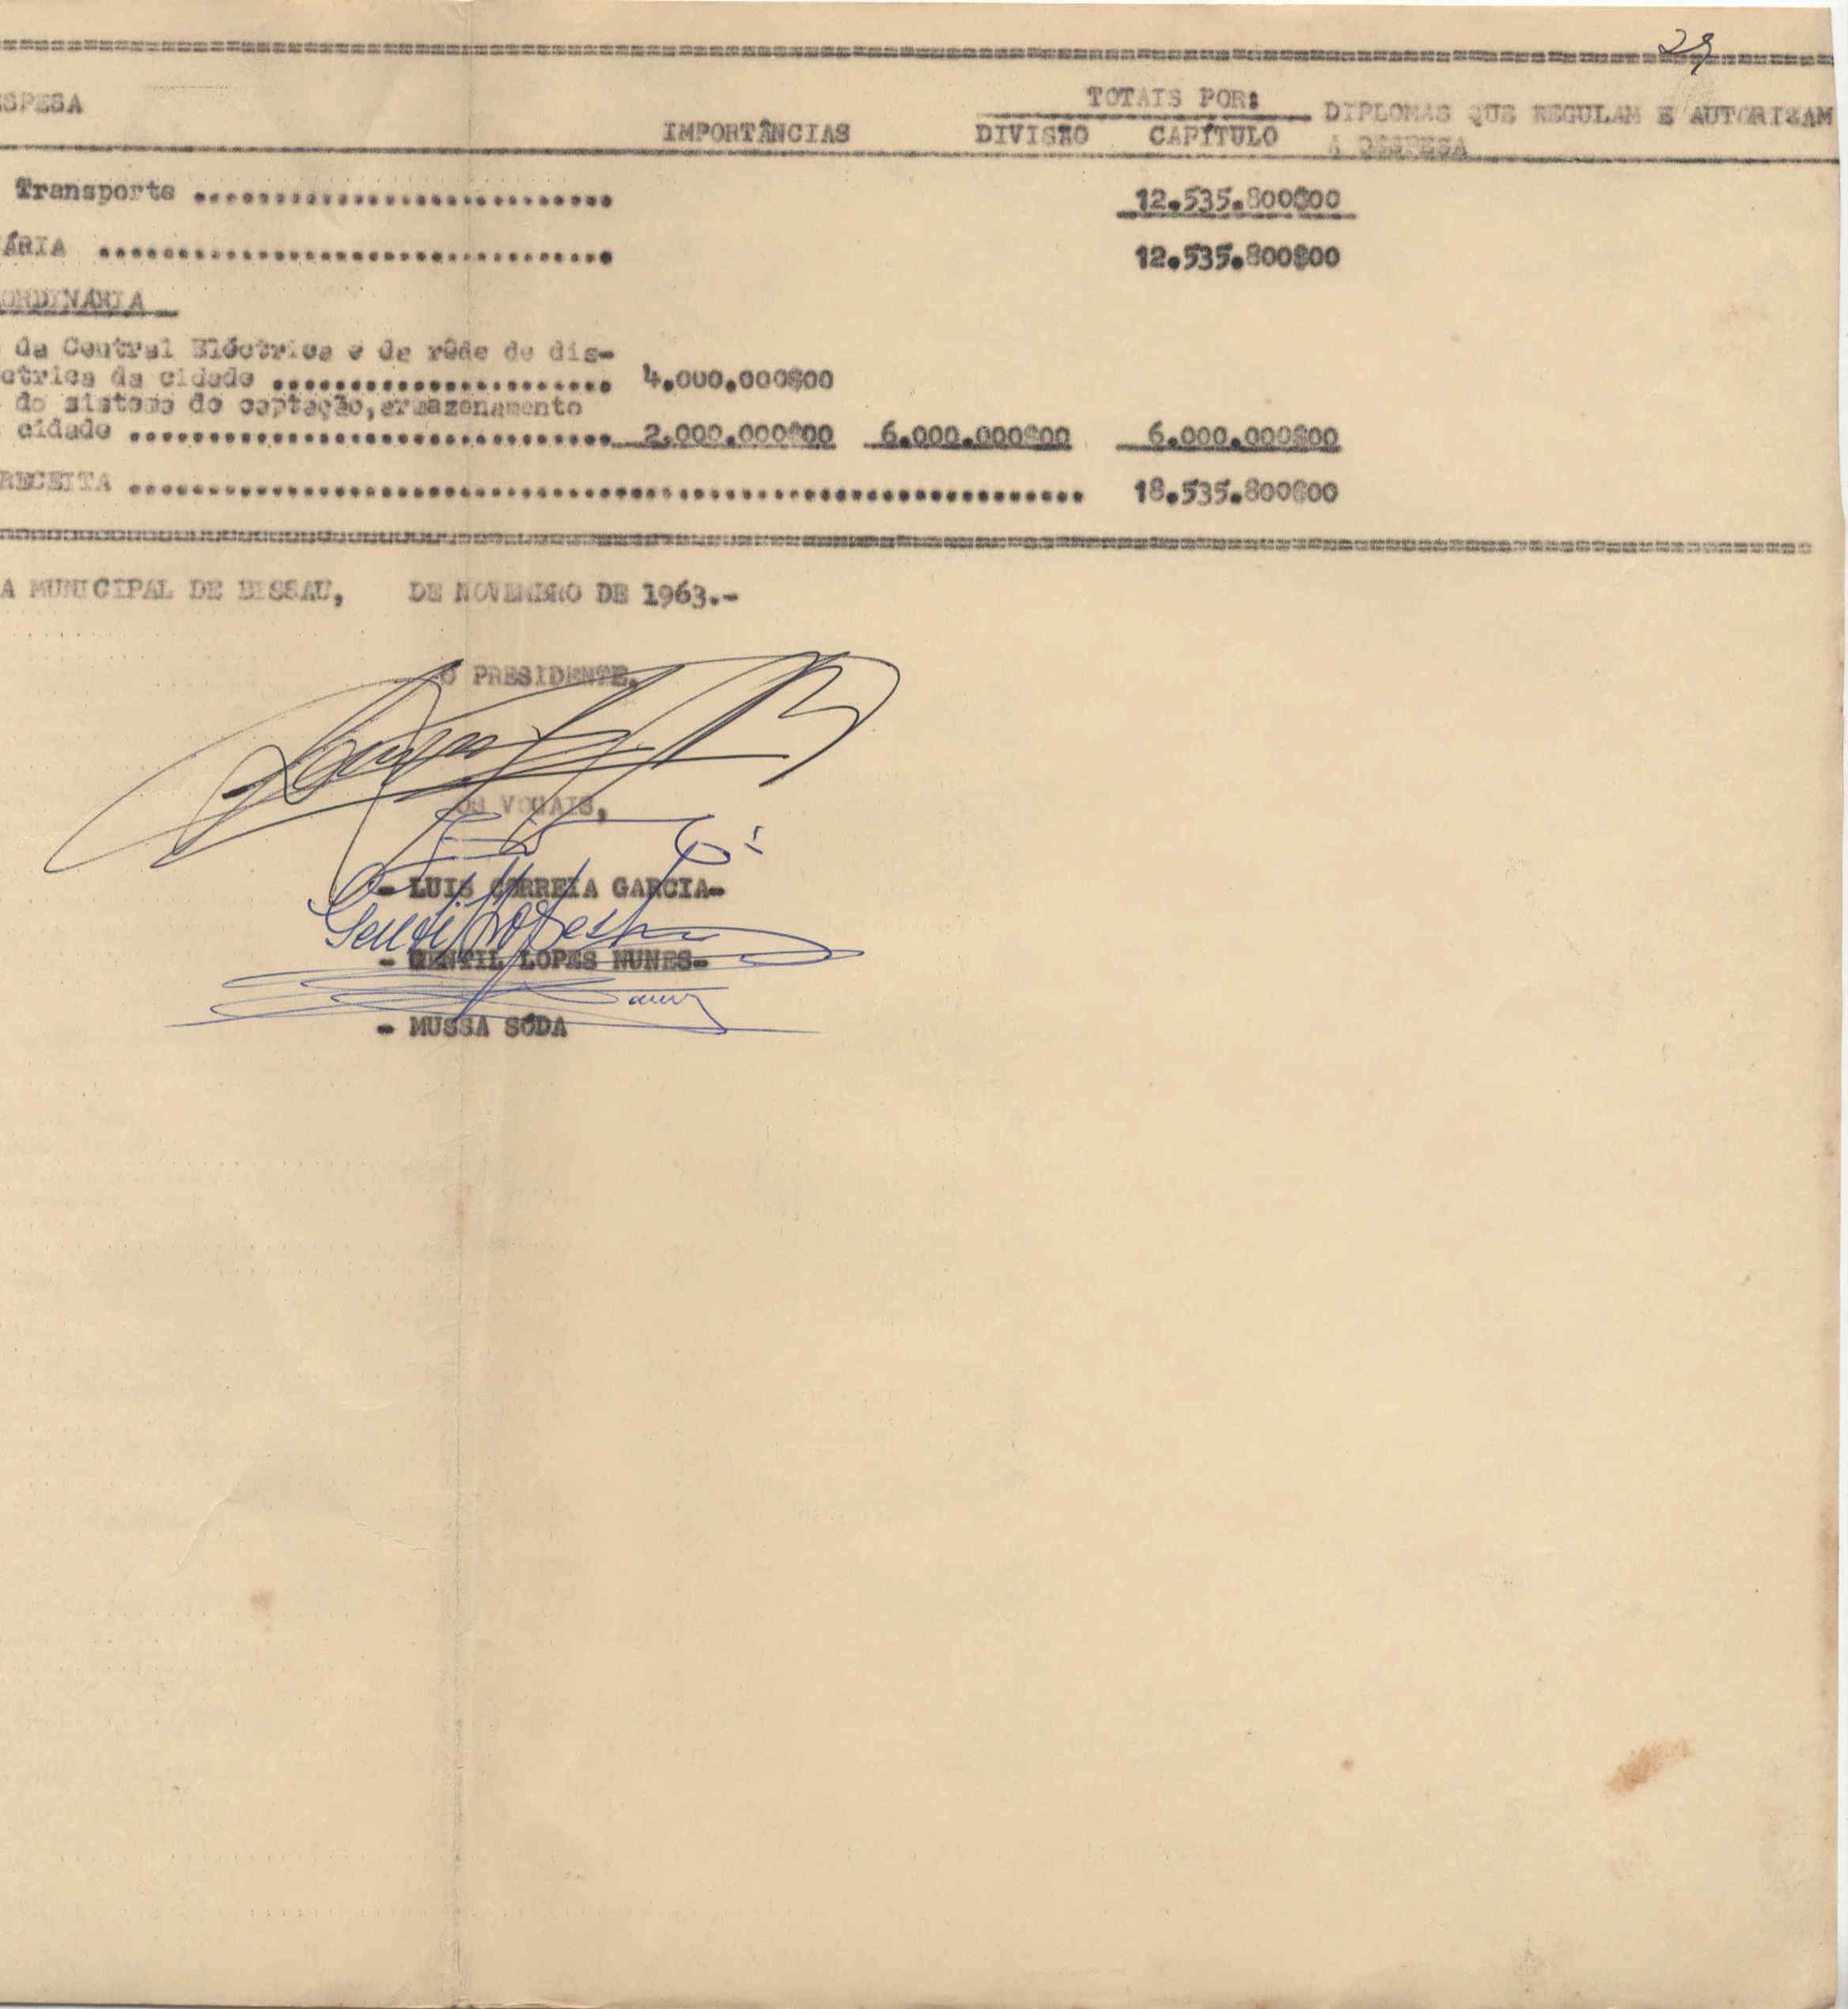 29
TOTAIS POR:
SPESA IMPORTÂNCIAS DIVISÃO CAPÍTULO DIPLOMAS QUE REGULAM E AUTORIZAM
A DESPESA
Transporte ........................... 12.535.800$00
ÁRIA ................................. 12.535.800$00
ORDINÁRIA
da Central Eléctrica e da rêde de dis-
ctrica da cidade ...................... 4.000.000$00
do sistema de captação, armazenamento
cidade ............................... 2.000.000$00 6.000.000$00 6.000.000$00
RECEITA ............................................................. 18.535.800$00
A MUNICIPAL DE BISSAU, DE NOVEMBRO DE 1963.-
O PRESIDENTE,
OS VOGAIS,
- LUIS CORREIA GARCIA-
- GENTIL LOPES NUNES-
- MUSSA SÓDA